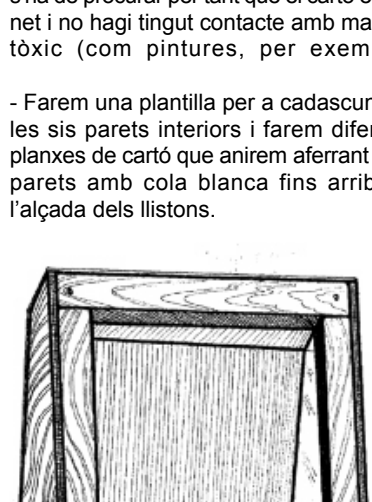 net i no hagi tingut contacte amb ma
tòxic (com pintures, per exem
- Farem una plantilla per a cadascun
les sis parets interiors i farem difer
planxes de cartó que anirem aferrant
parets amb cola blanca fins arrib
l’alçada dels llistons.